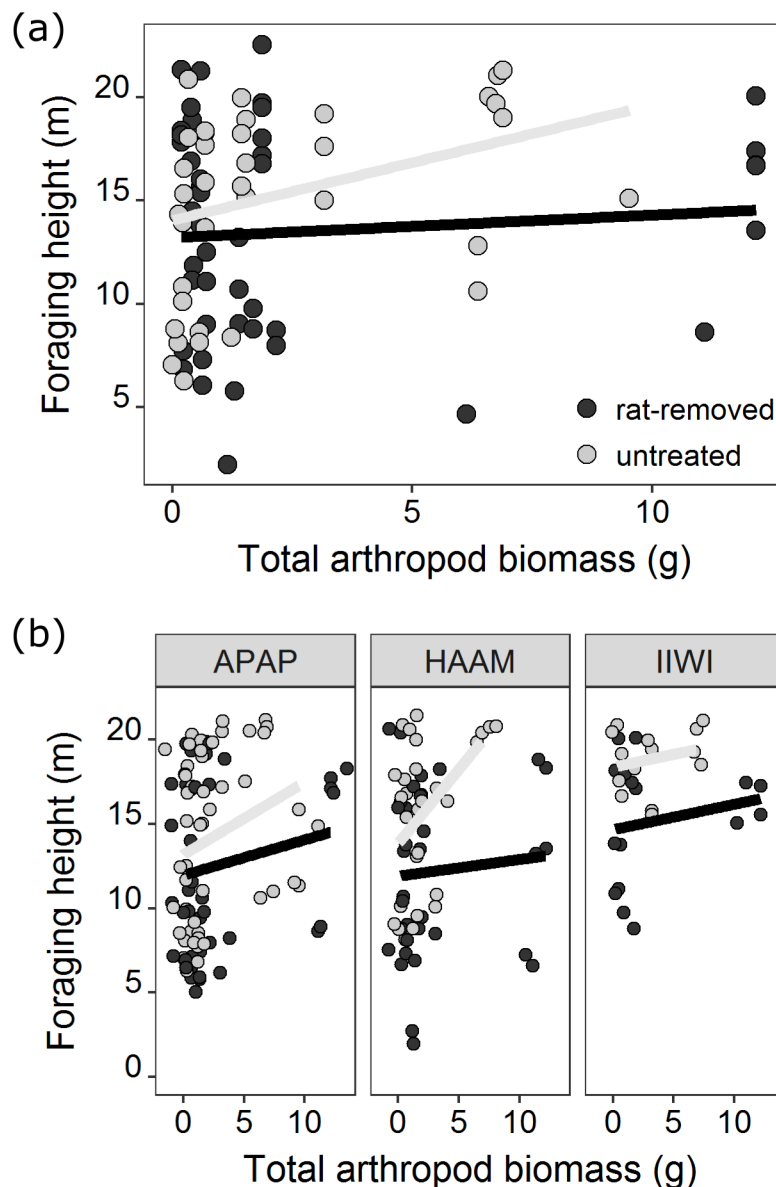 (a)
20
15
10
5
Foraging height (m)
rat-removed
untreated
0 5 10
Total arthropod biomass (g)
(b)
APAP HAAM IIWI
20
15
10
5
0
Foraging height (m)
0 5 10 0 5 10 0 5 10
Total arthropod biomass (g)